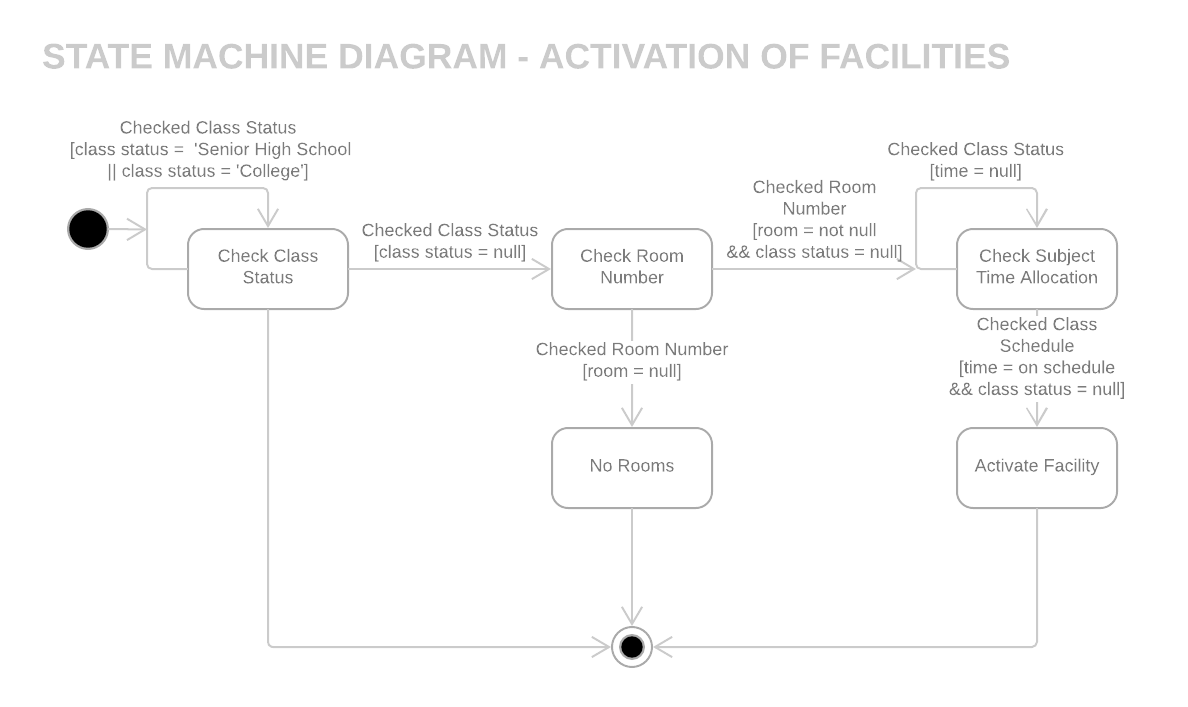 STATE MACHINE DIAGRAM - ACTIVATION OF FACILITIES
Checked Class Status
[class status =  'Senior High School
|| class status = 'College']
Check Class
Status
Checked Class Status
[class status = null]
Check Room
Number
Checked Room
Number
[room = not null
&& class status = null]
Checked Class Status
[time = null]
Check Subject
Time Allocation
Checked Room Number
[room = null]
Checked Class
Schedule
[time = on schedule
&& class status = null]
No Rooms
Activate Facility